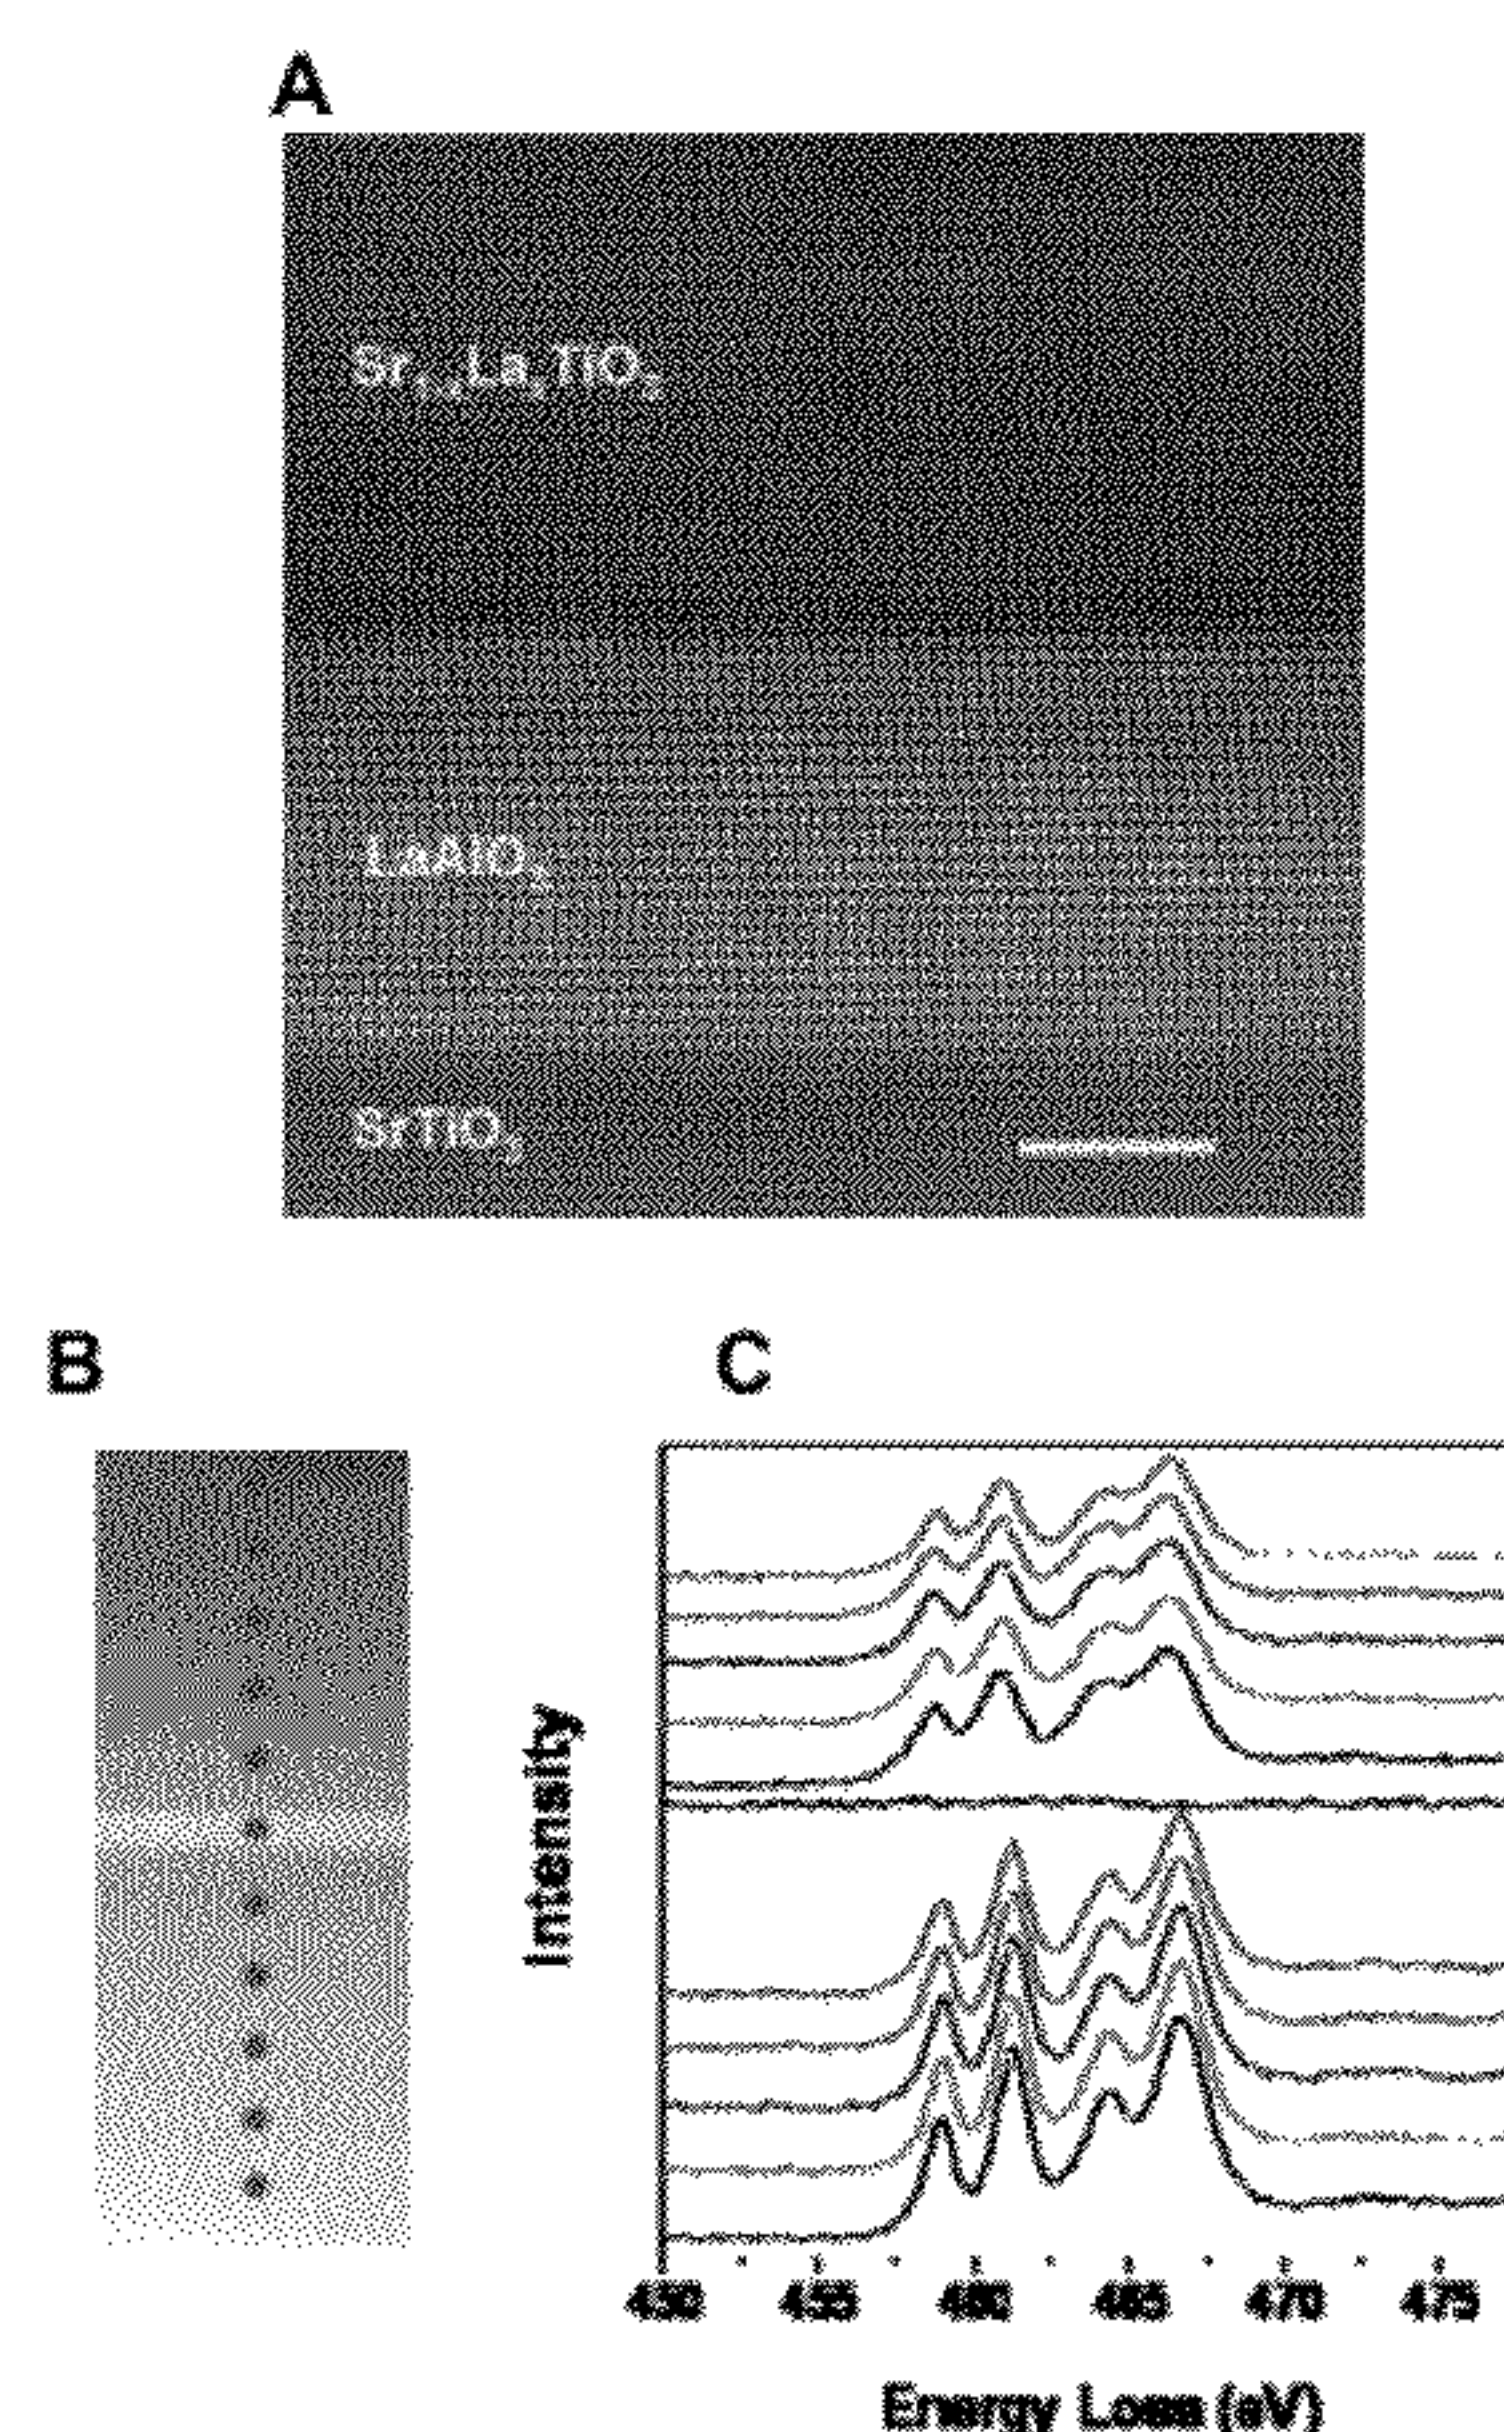 A
Sr₁₋ₓLaₓTiO₃
LaAlO₃
SrTiO₃
B
C
Intensity
450 455 460 465 470 475
Energy Loss (eV)